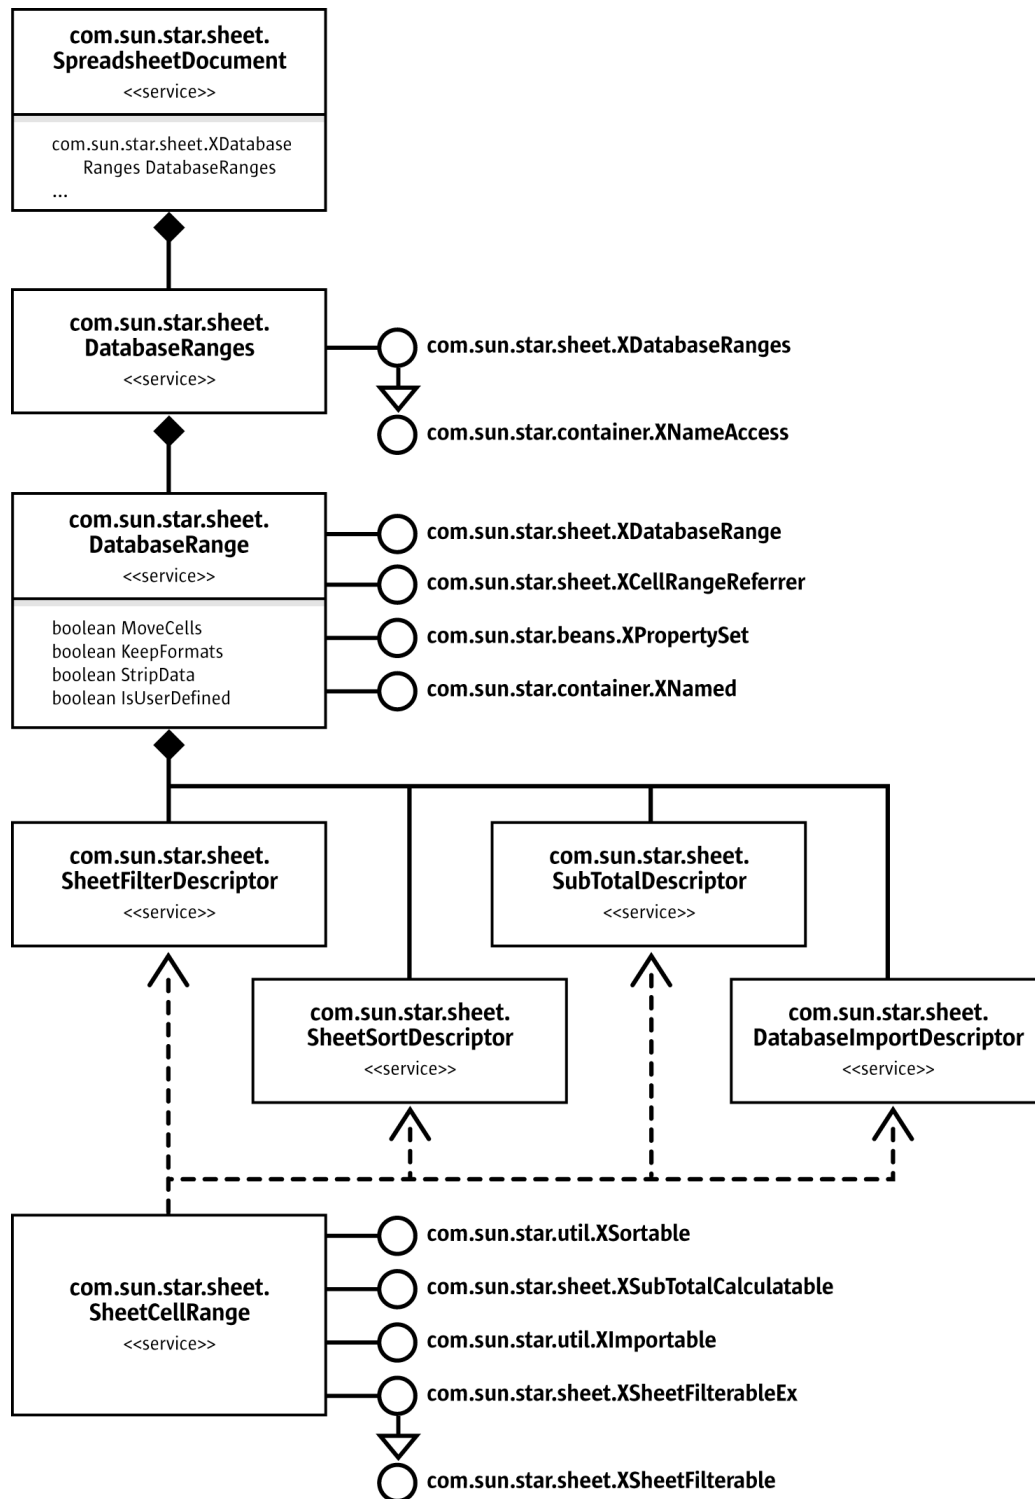 com.sun.star.sheet.
SpreadsheetDocument
<<service>>
com.sun.star.sheet.XDatabase
Ranges DatabaseRanges
...
com.sun.star.sheet.
DatabaseRanges
<<service>>
com.sun.star.sheet.XDatabaseRanges
com.sun.star.container.XNameAccess
com.sun.star.sheet.
DatabaseRange
<<service>>
boolean MoveCells
boolean KeepFormats
boolean StripData
boolean IsUserDefined
com.sun.star.sheet.XDatabaseRange
com.sun.star.sheet.XCellRangeReferrer
com.sun.star.beans.XPropertySet
com.sun.star.container.XNamed
com.sun.star.sheet.
SheetFilterDescriptor
<<service>>
com.sun.star.sheet.
SubTotalDescriptor
<<service>>
com.sun.star.sheet.
SheetSortDescriptor
<<service>>
com.sun.star.sheet.
DatabaseImportDescriptor
<<service>>
com.sun.star.sheet.
SheetCellRange
<<service>>
com.sun.star.util.XSortable
com.sun.star.sheet.XSubTotalCalculatable
com.sun.star.util.XImportable
com.sun.star.sheet.XSheetFilterableEx
com.sun.star.sheet.XSheetFilterable